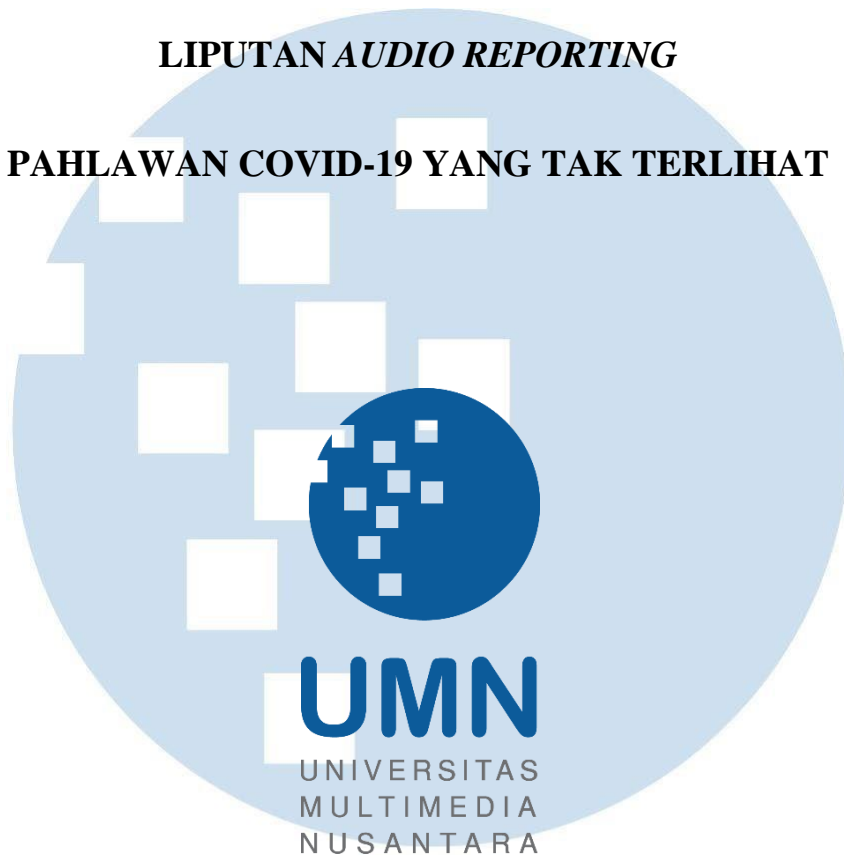 LIPUTAN AUDIO REPORTING
PAHLAWAN COVID-19 YANG TAK TERLIHAT
UMN
UNIVERSITAS
MULTIMEDIA
NUSANTARA